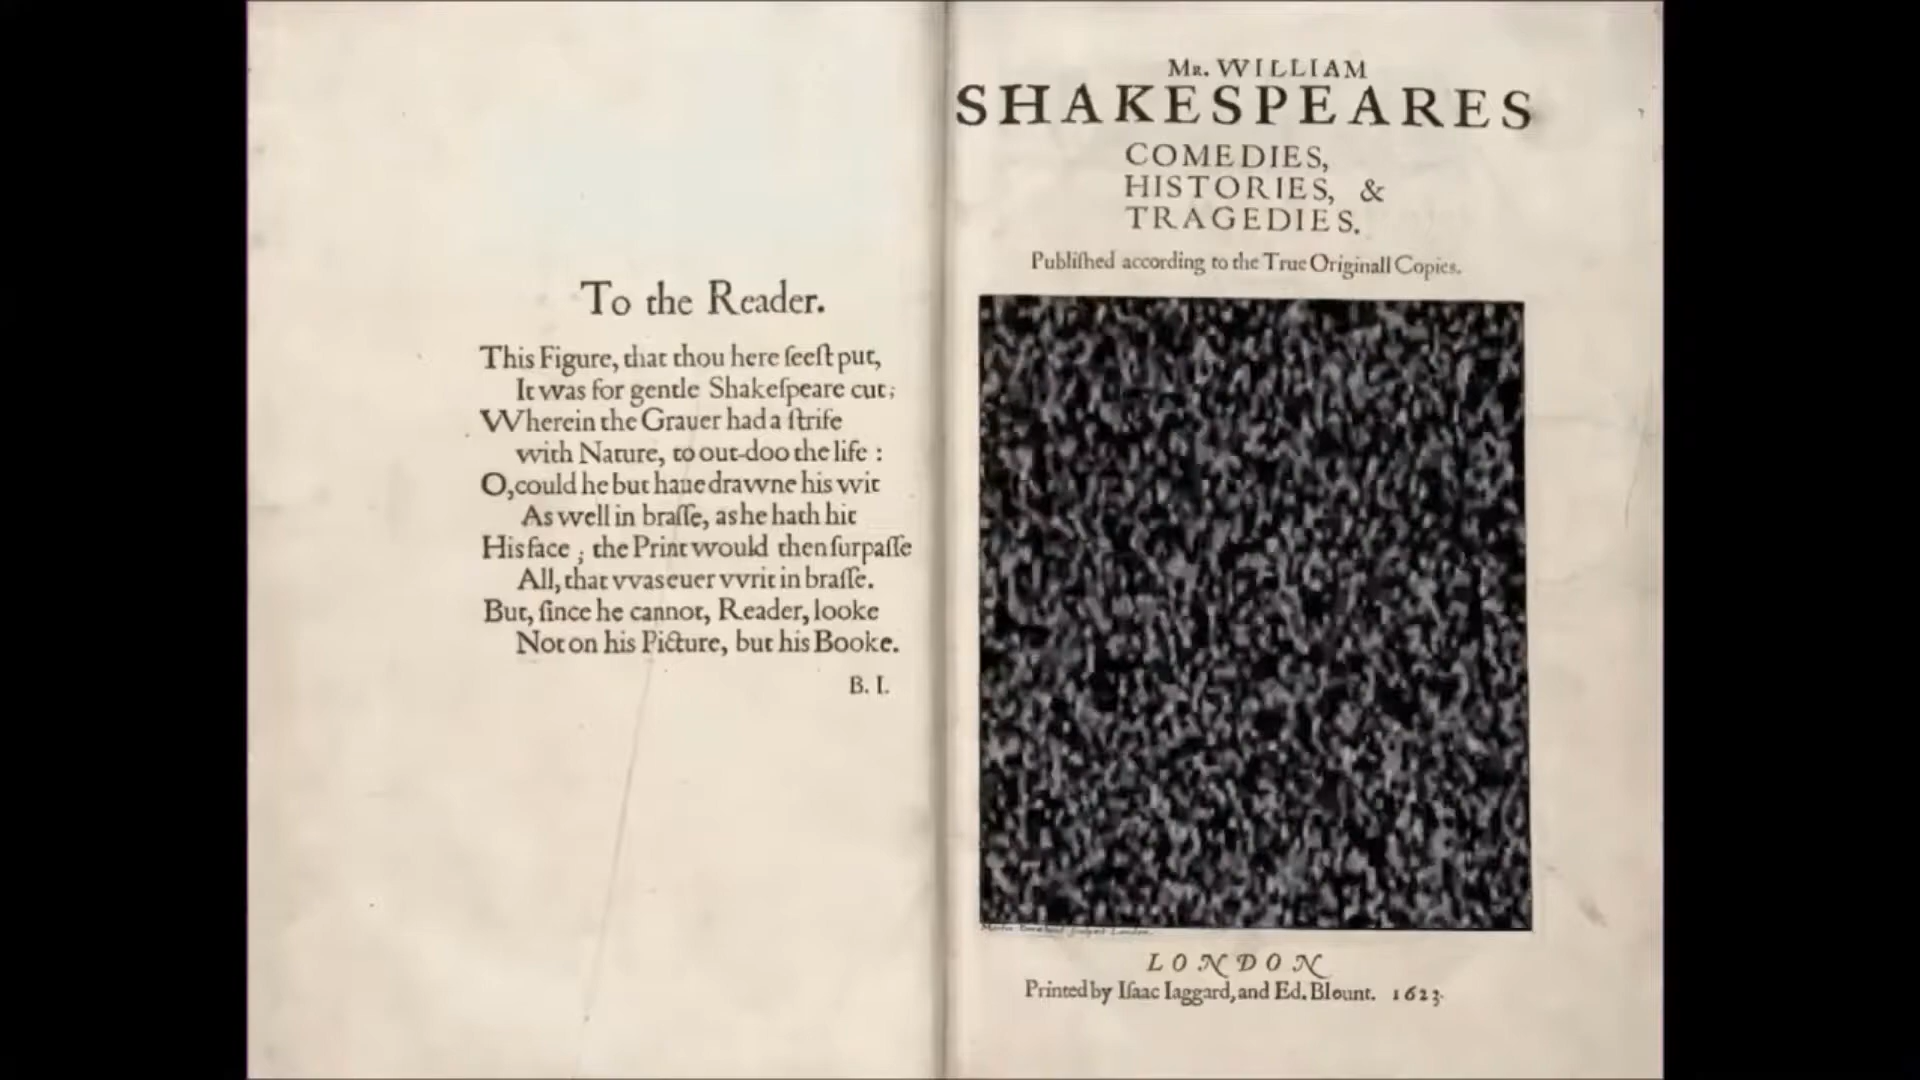 To the Reader.
This Figure, that thou here ſeeſt put,
It was for gentle Shakeſpeare cut;
Wherein the Grauer had a ſtrife
with Nature, to out-doo the life :
O, could he but haue drawne his wit
As well in braſſe, as he hath hit
His face ; the Print would then ſurpaſſe
All, that vvas euer vvrit in braſſe.
But, ſince he cannot, Reader, looke
Not on his Picture, but his Booke.
B. I.
Mr. WILLIAM
SHAKESPEARES
COMEDIES,
HISTORIES, &
TRAGEDIES.
Publiſhed according to the True Originall Copies.
LONDON
Printed by Iſaac Iaggard, and Ed. Blount. 1623.